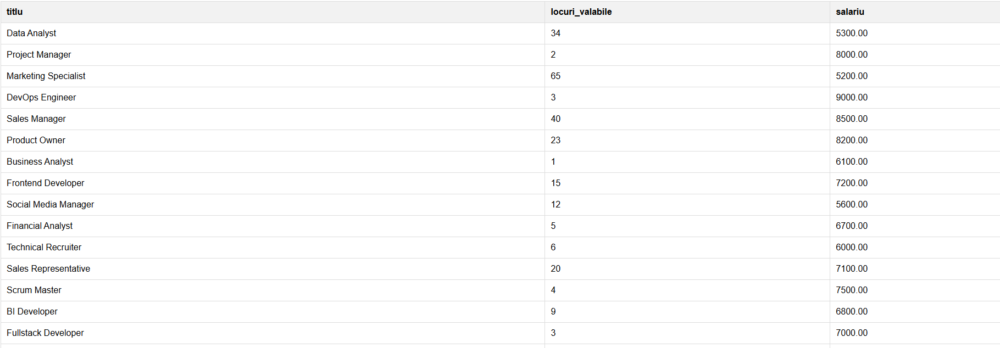 titlu locuri_valabile salariu
Data Analyst 34 5300.00
Project Manager 2 8000.00
Marketing Specialist 65 5200.00
DevOps Engineer 3 9000.00
Sales Manager 40 8500.00
Product Owner 23 8200.00
Business Analyst 1 6100.00
Frontend Developer 15 7200.00
Social Media Manager 12 5600.00
Financial Analyst 5 6700.00
Technical Recruiter 6 6000.00
Sales Representative 20 7100.00
Scrum Master 4 7500.00
BI Developer 9 6800.00
Fullstack Developer 3 7000.00